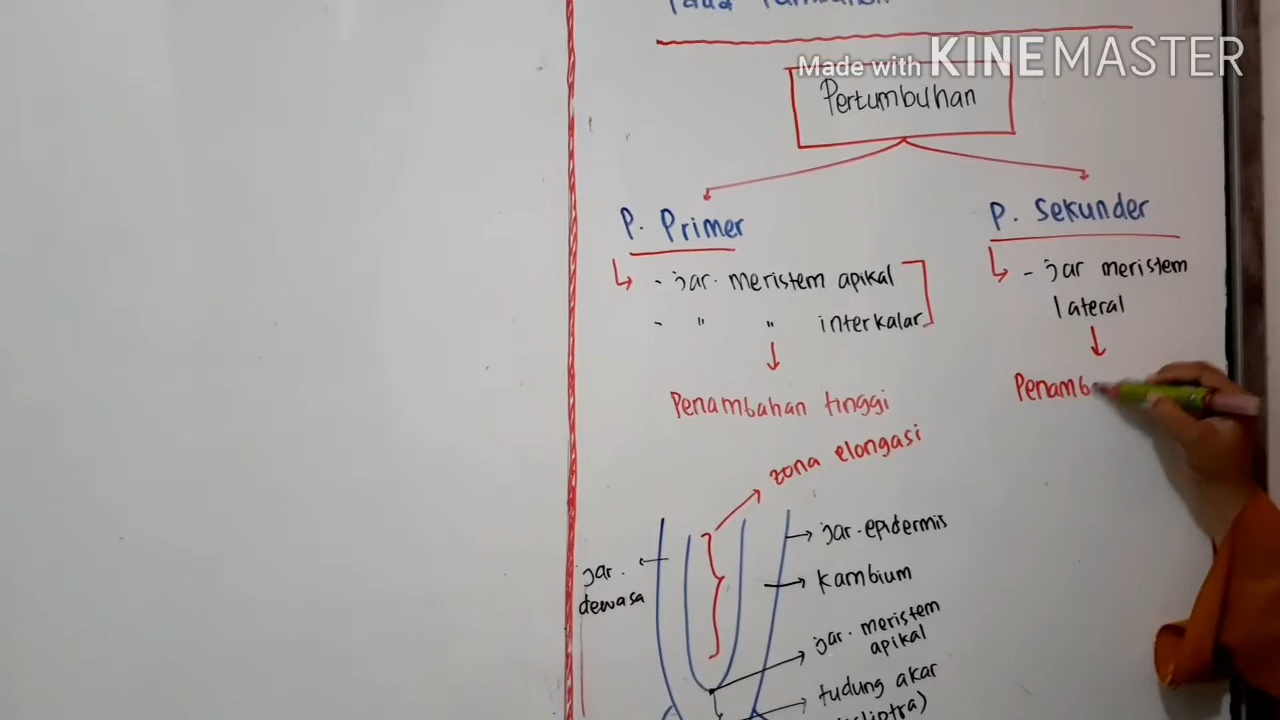 Made with KINEMASTER
Pertumbuhan
P. Primer
- jar. meristem apikal
- " " interkalar
Penambahan tinggi
P. Sekunder
- jar meristem
lateral
Penamb
zona elongasi
jar.
dewasa
jar. epidermis
kambium
jar. meristem
apikal
tudung akar